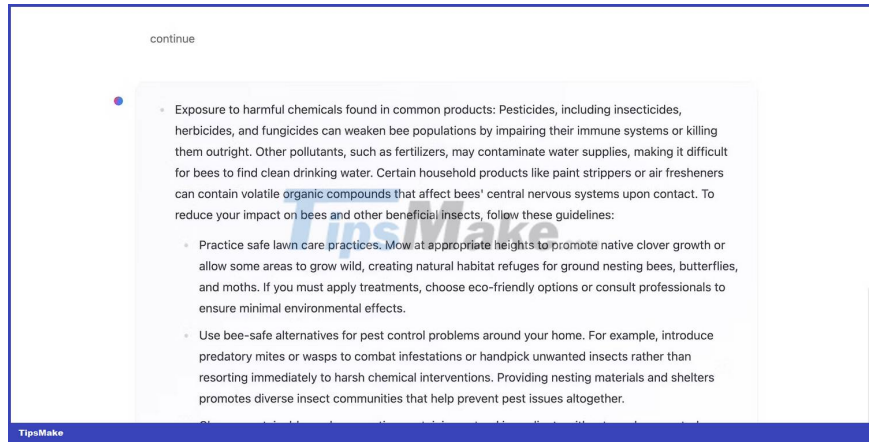 continue
Exposure to harmful chemicals found in common products: Pesticides, including insecticides,
herbicides, and fungicides can weaken bee populations by impairing their immune systems or killing
them outright. Other pollutants, such as fertilizers, may contaminate water supplies, making it difficult
for bees to find clean drinking water. Certain household products like paint strippers or air fresheners
can contain volatile organic compounds that affect bees' central nervous systems upon contact. To
reduce your impact on bees and other beneficial insects, follow these guidelines:
TipsMake
Practice safe lawn care practices. Mow at appropriate heights to promote native clover growth or
allow some areas to grow wild, creating natural habitat refuges for ground nesting bees, butterflies,
and moths. If you must apply treatments, choose eco-friendly options or consult professionals to
ensure minimal environmental effects.
Use bee-safe alternatives for pest control problems around your home. For example, introduce
predatory mites or wasps to combat infestations or handpick unwanted insects rather than
resorting immediately to harsh chemical interventions. Providing nesting materials and shelters
promotes diverse insect communities that help prevent pest issues altogether.
TipsMake